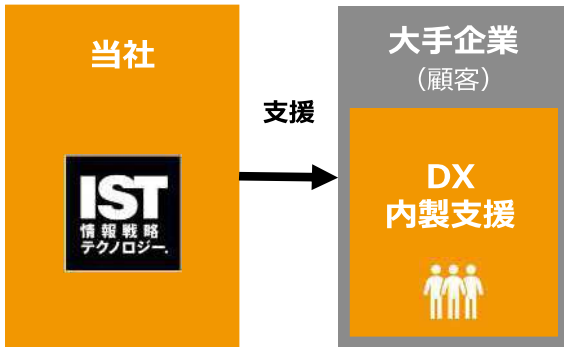 当社
IST
情報戦略
テクノロジー.
支援
大手企業
（顧客）
DX
内製支援